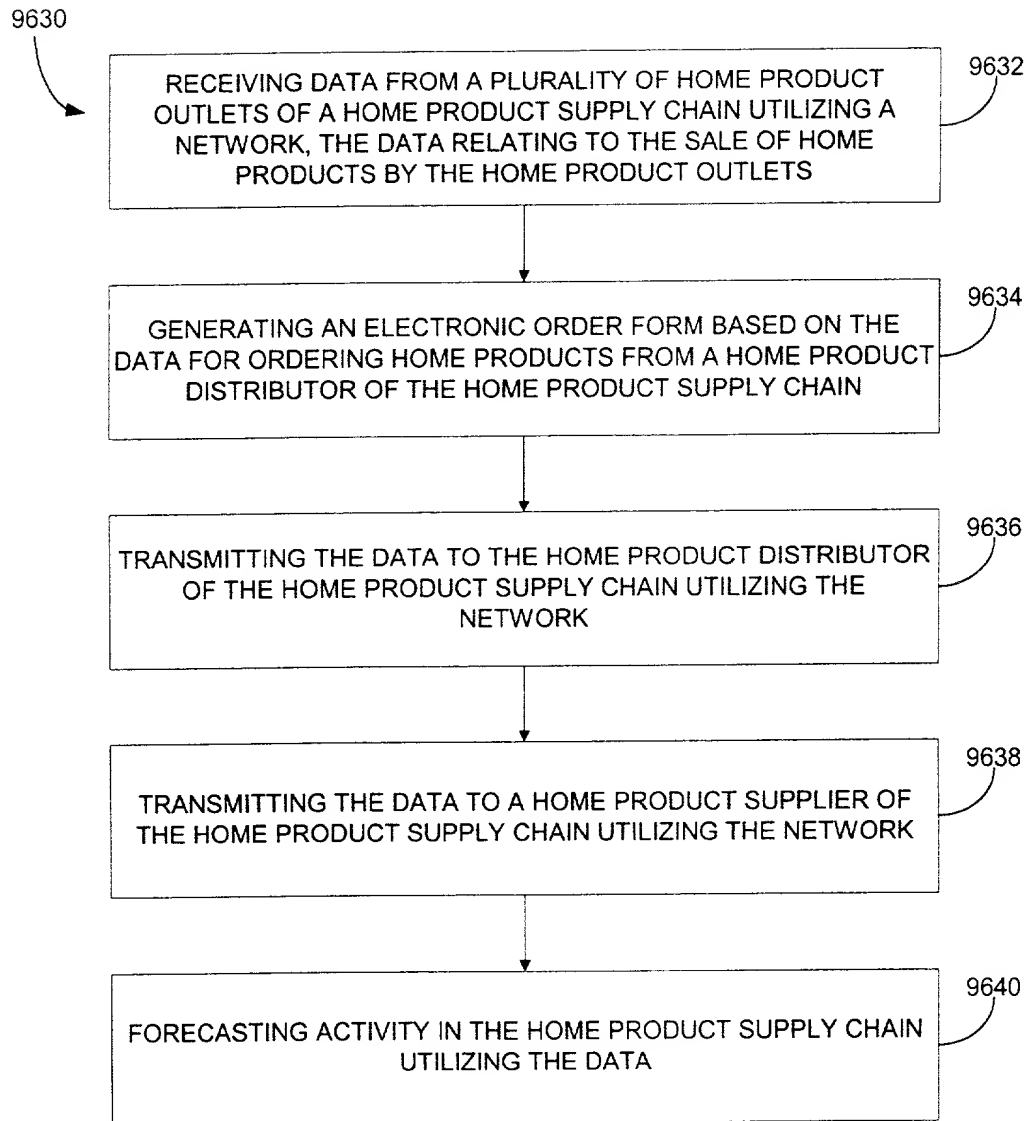 9630
9632
RECEIVING DATA FROM A PLURALITY OF HOME PRODUCT
OUTLETS OF A HOME PRODUCT SUPPLY CHAIN UTILIZING A
NETWORK, THE DATA RELATING TO THE SALE OF HOME
PRODUCTS BY THE HOME PRODUCT OUTLETS
9634
GENERATING AN ELECTRONIC ORDER FORM BASED ON THE
DATA FOR ORDERING HOME PRODUCTS FROM A HOME PRODUCT
DISTRIBUTOR OF THE HOME PRODUCT SUPPLY CHAIN
9636
TRANSMITTING THE DATA TO THE HOME PRODUCT DISTRIBUTOR
OF THE HOME PRODUCT SUPPLY CHAIN UTILIZING THE
NETWORK
9638
TRANSMITTING THE DATA TO A HOME PRODUCT SUPPLIER OF
THE HOME PRODUCT SUPPLY CHAIN UTILIZING THE NETWORK
9640
FORECASTING ACTIVITY IN THE HOME PRODUCT SUPPLY CHAIN
UTILIZING THE DATA